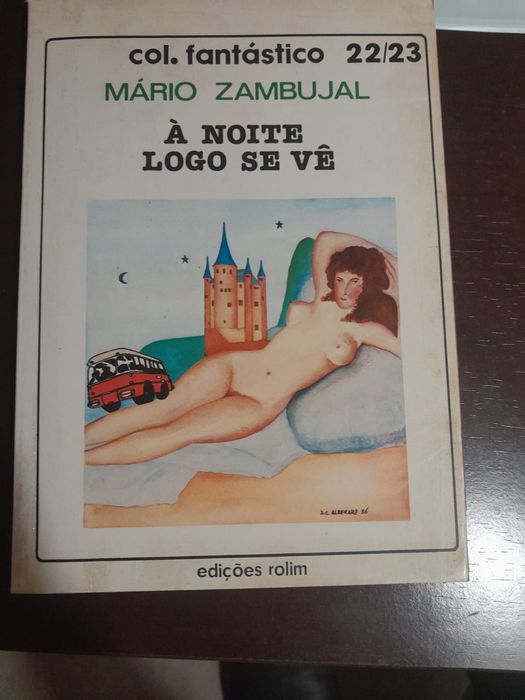 col. fantástico 22/23
MÁRIO ZAMBUJAL
À NOITE
LOGO SE VÊ
edições rolim